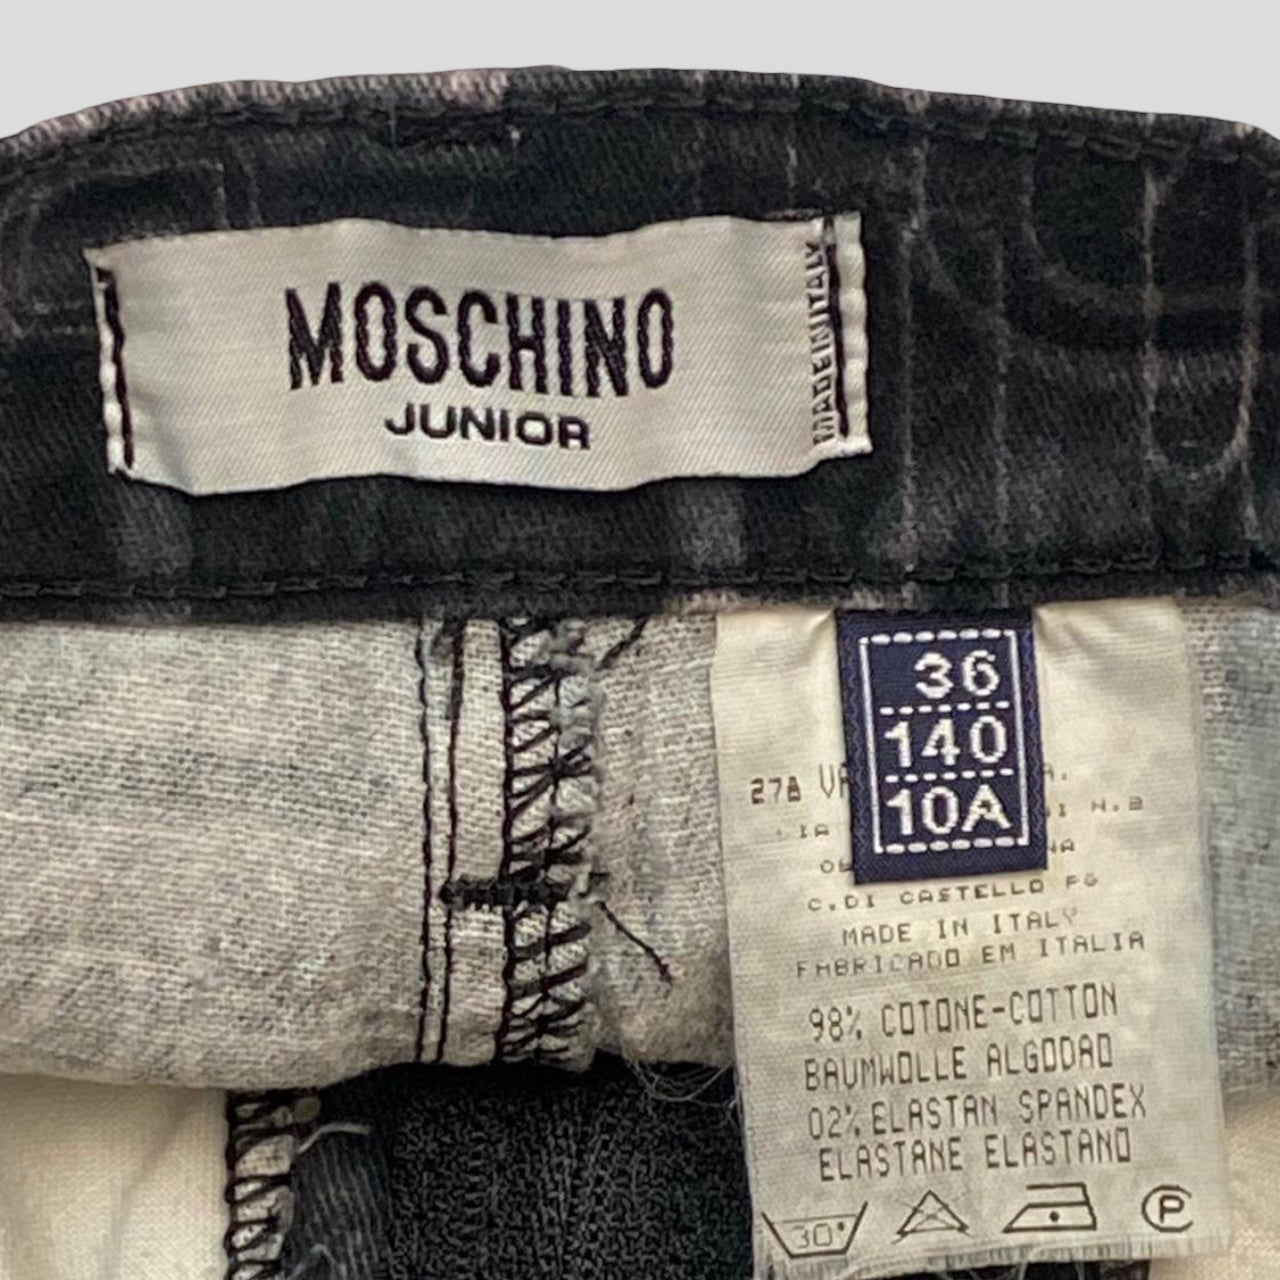 MOSCHINO
JUNIOR
MADE IN ITALY
36
140
10A
C.DI CASTELLO PG
MADE IN ITALY
FABRICADO EM ITALIA
98% COTONE-COTTON
BAUMWOLLE ALGODAO
02% ELASTAN SPANDEX
ELASTANE ELASTANO
30°
P